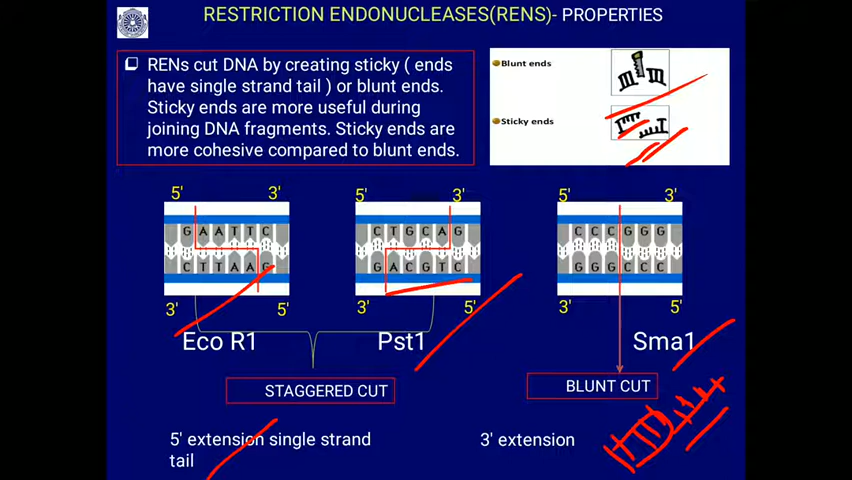 RESTRICTION ENDONUCLEASES(RENS)- PROPERTIES
RENs cut DNA by creating sticky ( ends
have single strand tail ) or blunt ends.
Sticky ends are more useful during
joining DNA fragments. Sticky ends are
more cohesive compared to blunt ends.
Blunt ends
Sticky ends
5' 3'
G A A T T C
C T T A A G
3' 5'
Eco R1
5' 3'
C T G C A G
G A C G T C
3' 5'
Pst1
5' 3'
C C C G G G
G G G C C C
3' 5'
Sma1
STAGGERED CUT
BLUNT CUT
5' extension single strand
tail
3' extension